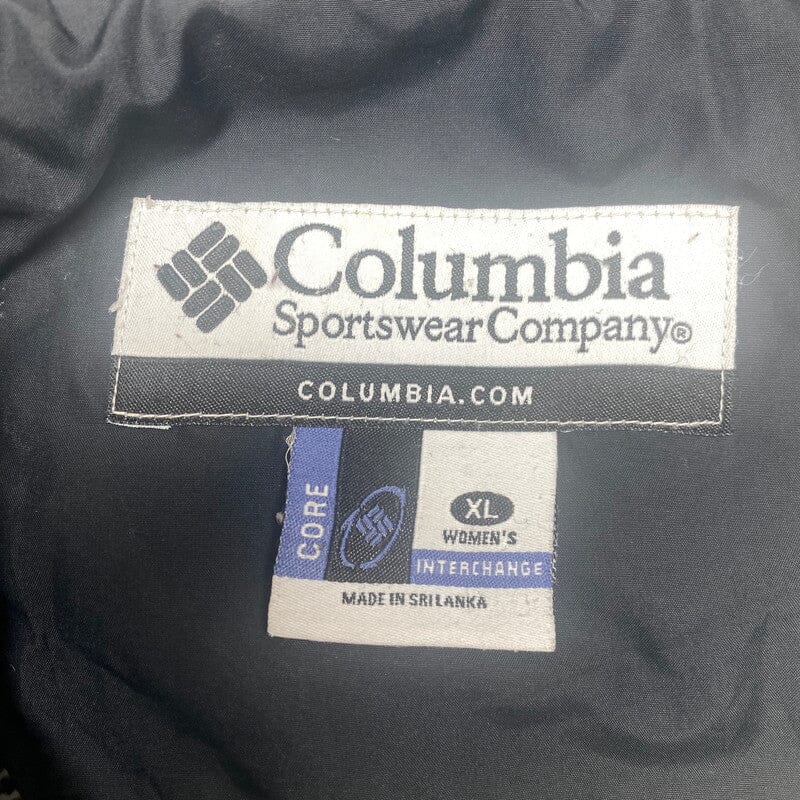 Columbia
Sportswear Company®
COLUMBIA.COM
CORE
XL
WOMEN'S
INTERCHANGE
MADE IN SRI LANKA